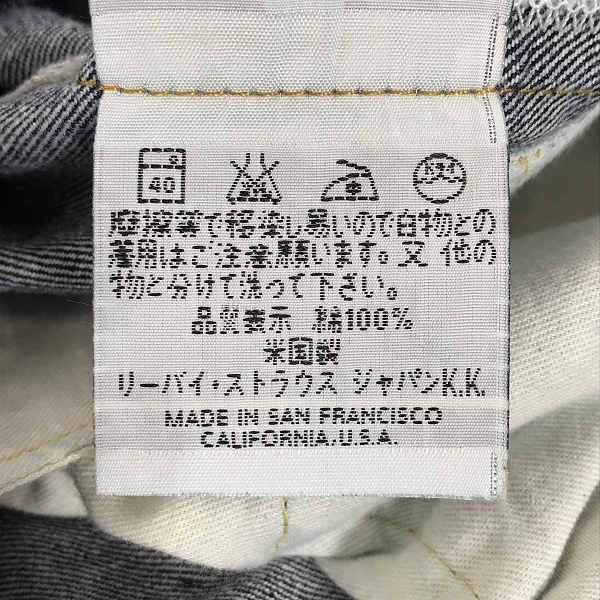 40
摩擦等で移染し易いので白物との
着用はご注意願います。又 他の
物と分けて洗って下さい。
品質表示 綿100%
米国製
リーバイ・ストラウス ジャパンK.K.
MADE IN SAN FRANCISCO
CALIFORNIA.U.S.A.